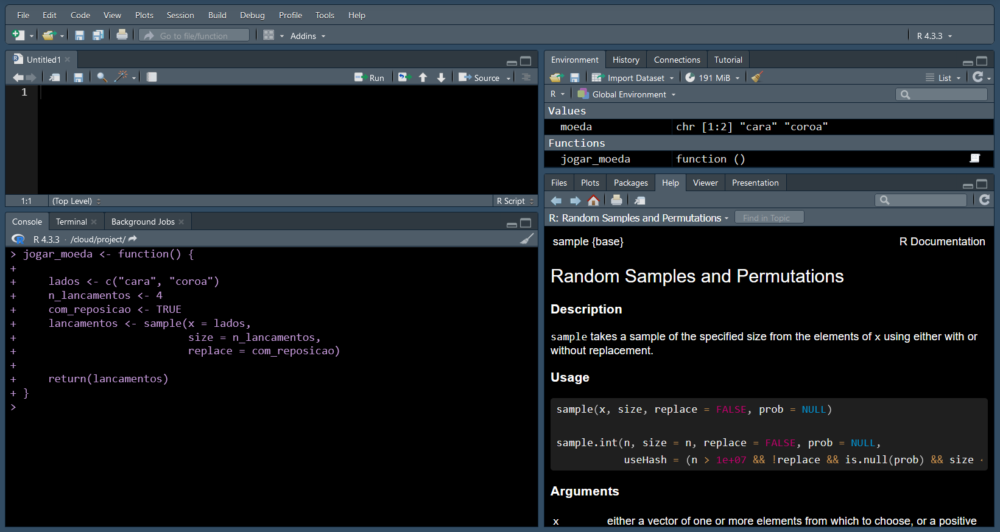 File Edit Code View Plots Session Build Debug Profile Tools Help
Go to file/function Addins R 4.3.3
Untitled1
Run Source
1
1:1 (Top Level) R Script
Console Terminal Background Jobs
R 4.3.3 · /cloud/project/
> jogar_moeda <- function() {
+
+     lados <- c("cara", "coroa")
+     n_lancamentos <- 4
+     com_reposicao <- TRUE
+     lancamentos <- sample(x = lados,
+                           size = n_lancamentos,
+                           replace = com_reposicao)
+
+     return(lancamentos)
+ }
>
Environment History Connections Tutorial
Import Dataset 191 MiB List
R Global Environment
Values
moeda chr [1:2] "cara" "coroa"
Functions
jogar_moeda function ()
Files Plots Packages Help Viewer Presentation
R: Random Samples and Permutations Find in Topic
sample {base} R Documentation
Random Samples and Permutations
Description
sample takes a sample of the specified size from the elements of x using either with or
without replacement.
Usage
sample(x, size, replace = FALSE, prob = NULL)
sample.int(n, size = n, replace = FALSE, prob = NULL,
           useHash = (n > 1e+07 && !replace && is.null(prob) && size
Arguments
x either a vector of one or more elements from which to choose, or a positive